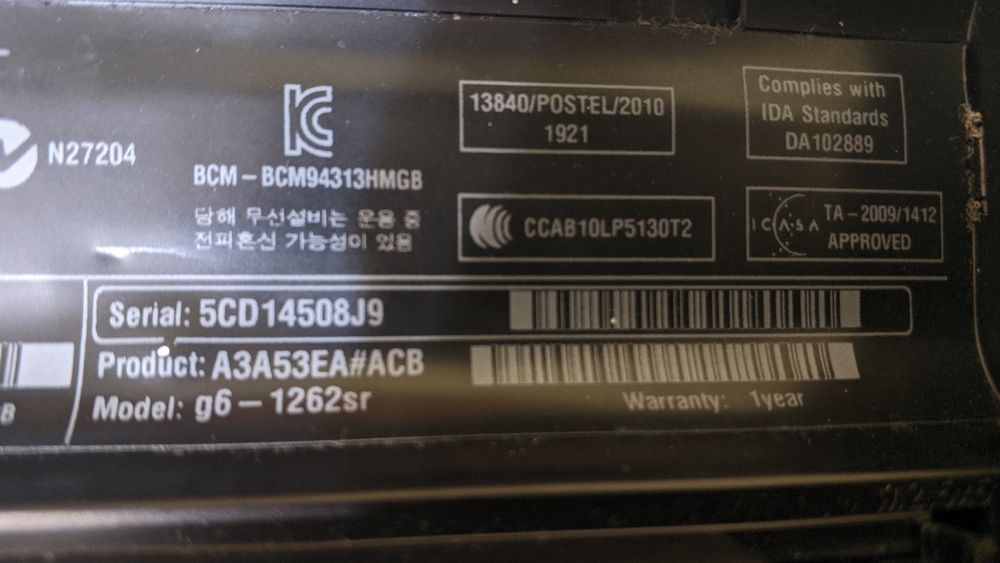 N27204
BCM – BCM94313HMGB
당해 무선설비는 운용 중
전파혼신 가능성이 있음
13840/POSTEL/2010
1921
Complies with
IDA Standards
DA102889
CCAB10LP5130T2
ICASA TA – 2009/1412
APPROVED
Serial: 5CD14508J9
Product: A3A53EA#ACB
Model: g6 – 1262sr
Warranty: 1year